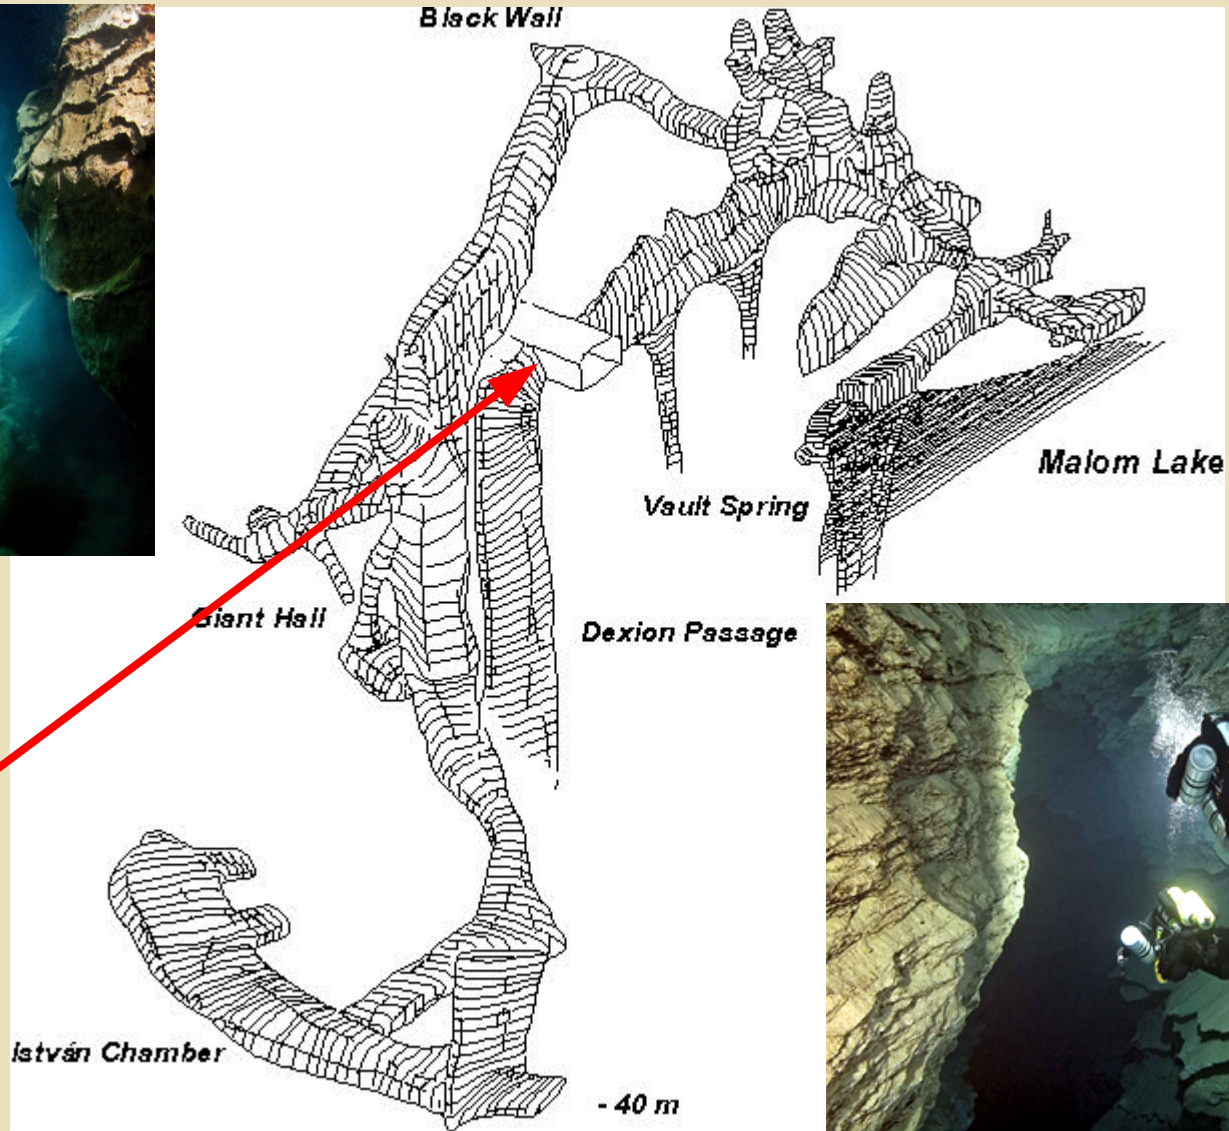 Black Wall
Malom Lake
Vault Spring
Giant Hall
Dexion Passage
István Chamber
- 40 m